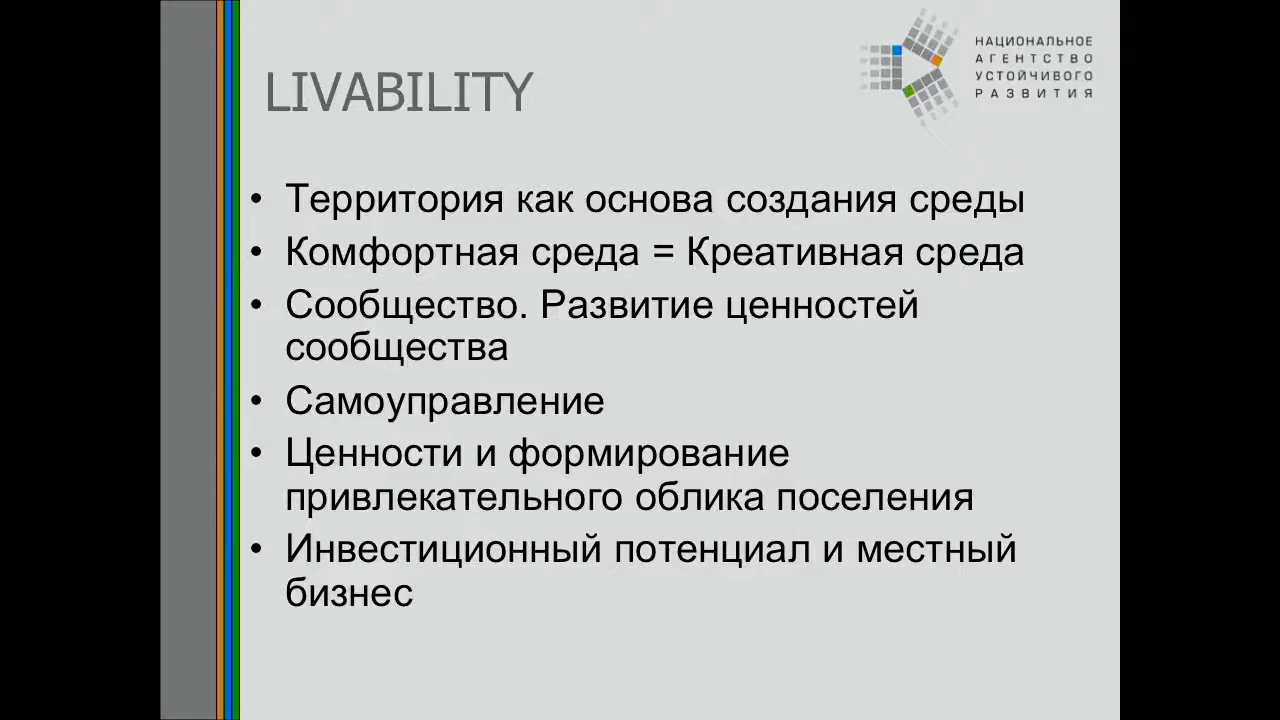 LIVABILITY
НАЦИОНАЛЬНОЕ
АГЕНТСТВО
УСТОЙЧИВОГО
РАЗВИТИЯ
• Территория как основа создания среды
• Комфортная среда = Креативная среда
• Сообщество. Развитие ценностей
сообщества
• Самоуправление
• Ценности и формирование
привлекательного облика поселения
• Инвестиционный потенциал и местный
бизнес